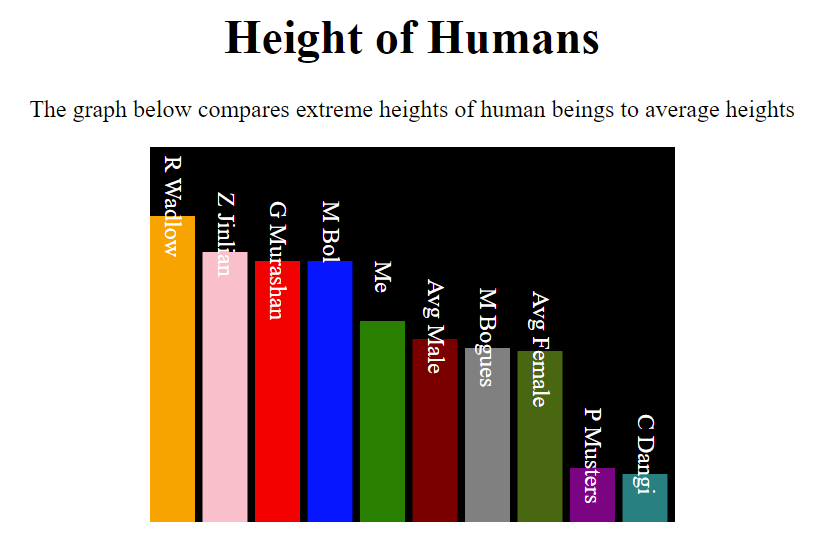 Height of Humans
The graph below compares extreme heights of human beings to average heights
R Wadlow
Z Jinlian
G Murashan
M Bol
Me
Avg Male
M Bogues
Avg Female
P Musters
C Dangi